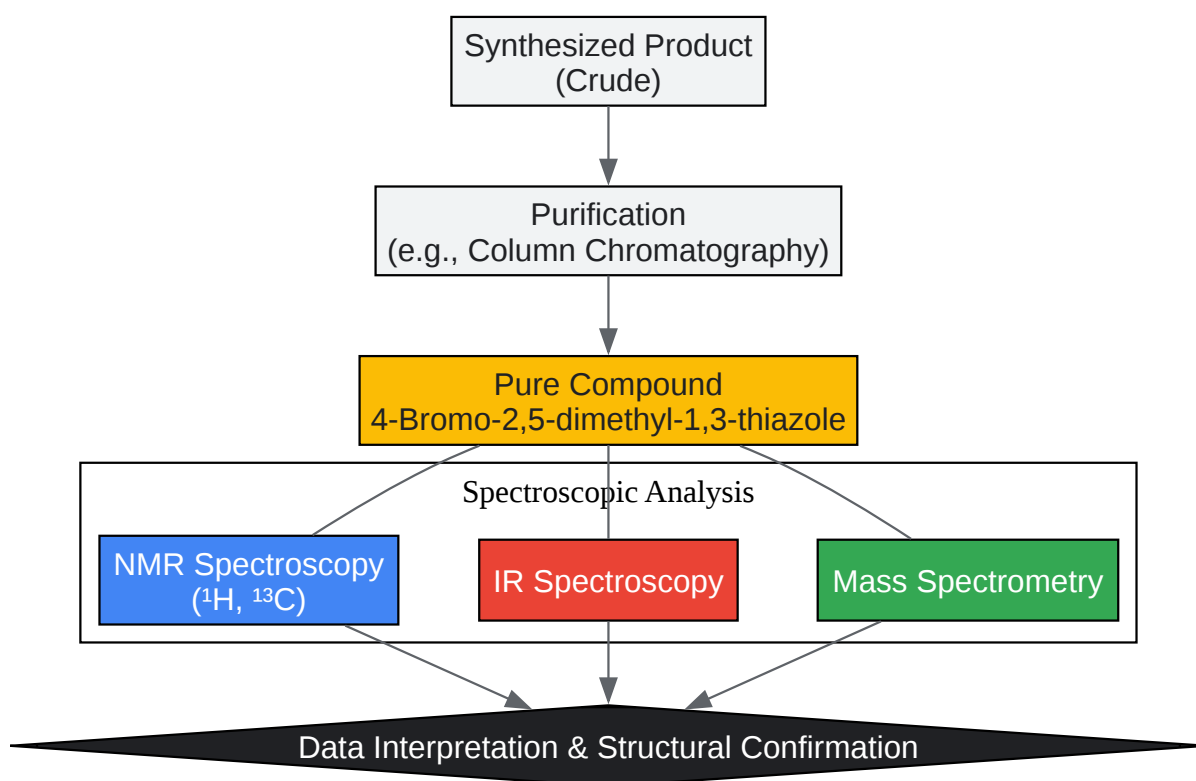 Synthesized Product
(Crude)
Purification
(e.g., Column Chromatography)
Pure Compound
4-Bromo-2,5-dimethyl-1,3-thiazole
Spectroscopic Analysis
NMR Spectroscopy
(¹H, ¹³C)
IR Spectroscopy
Mass Spectrometry
Data Interpretation & Structural Confirmation